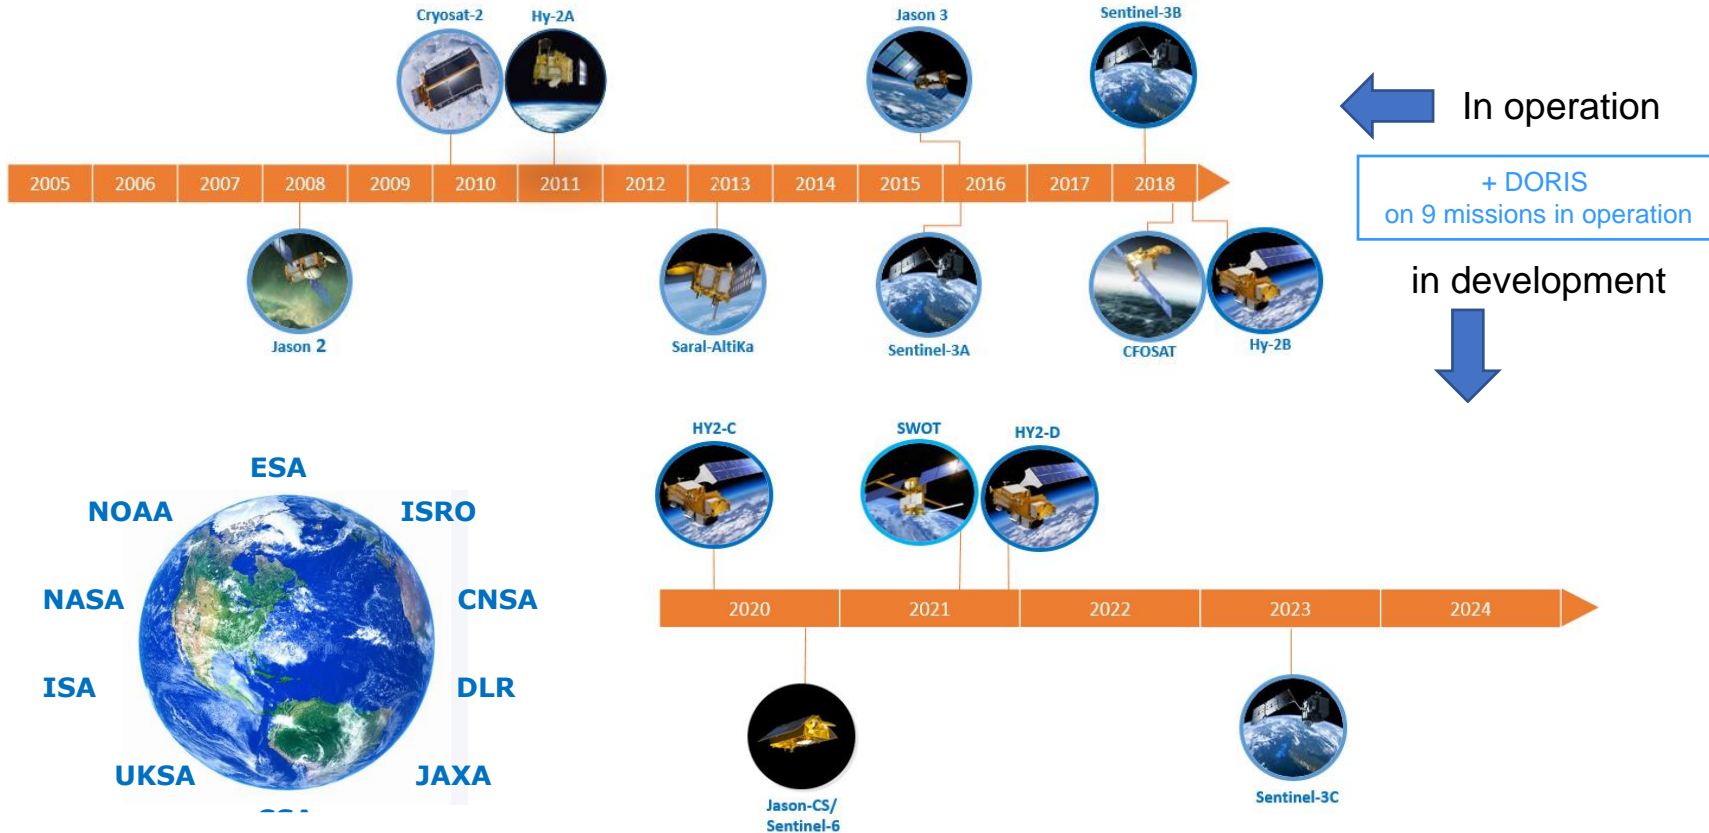 Cryosat-2
Hy-2A
Jason 3
Sentinel-3B
In operation
2005 2006 2007 2008 2009 2010 2011 2012 2013 2014 2015 2016 2017 2018
+ DORIS
on 9 missions in operation
in development
Jason 2
Saral-AltiKa
Sentinel-3A
CFOSAT
Hy-2B
HY2-C
SWOT
HY2-D
ESA
NOAA
ISRO
NASA
CNSA
ISA
DLR
UKSA
JAXA
2020 2021 2022 2023 2024
Jason-CS/
Sentinel-6
Sentinel-3C